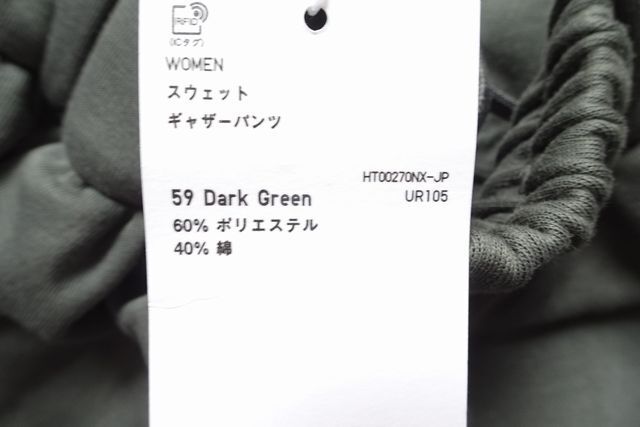 RFID
(ICタグ)
WOMEN
スウェット
ギャザーパンツ
HT00270NX-JP
59 Dark Green
UR105
60% ポリエステル
40% 綿